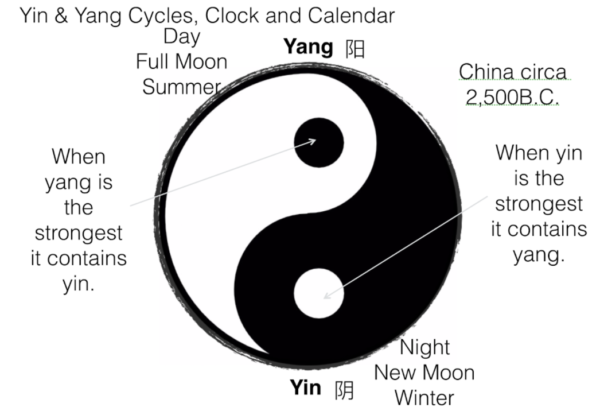 Yin & Yang Cycles, Clock and Calendar
Day
Full Moon
Summer
Yang 阳
China circa
2,500B.C.
When
yang is
the
strongest
it contains
yin.
When yin
is the
strongest
it contains
yang.
Night
New Moon
Winter
Yin 阴